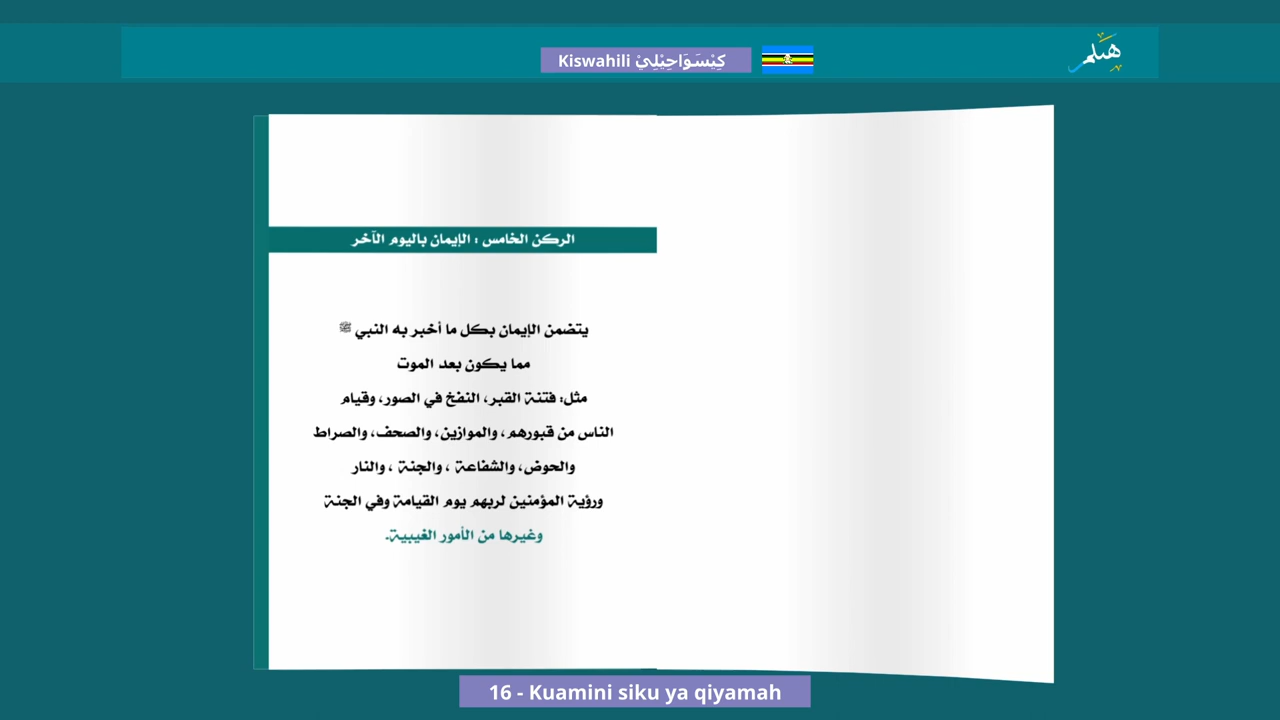 Kiswahili كِيْسَوَاحِيْلِيْ
هلم
الركن الخامس : الإيمان باليوم الآخر
يتضمن الإيمان بكل ما أخبر به النبي ﷺ
مما يكون بعد الموت
مثل: فتنة القبر، النفخ في الصور، وقيام
الناس من قبورهم، والموازين، والصحف، والصراط
والحوض، والشفاعة ، والجنة ، والنار
ورؤية المؤمنين لربهم يوم القيامة وفي الجنة
وغيرها من الأمور الغيبية.
16 - Kuamini siku ya qiyamah